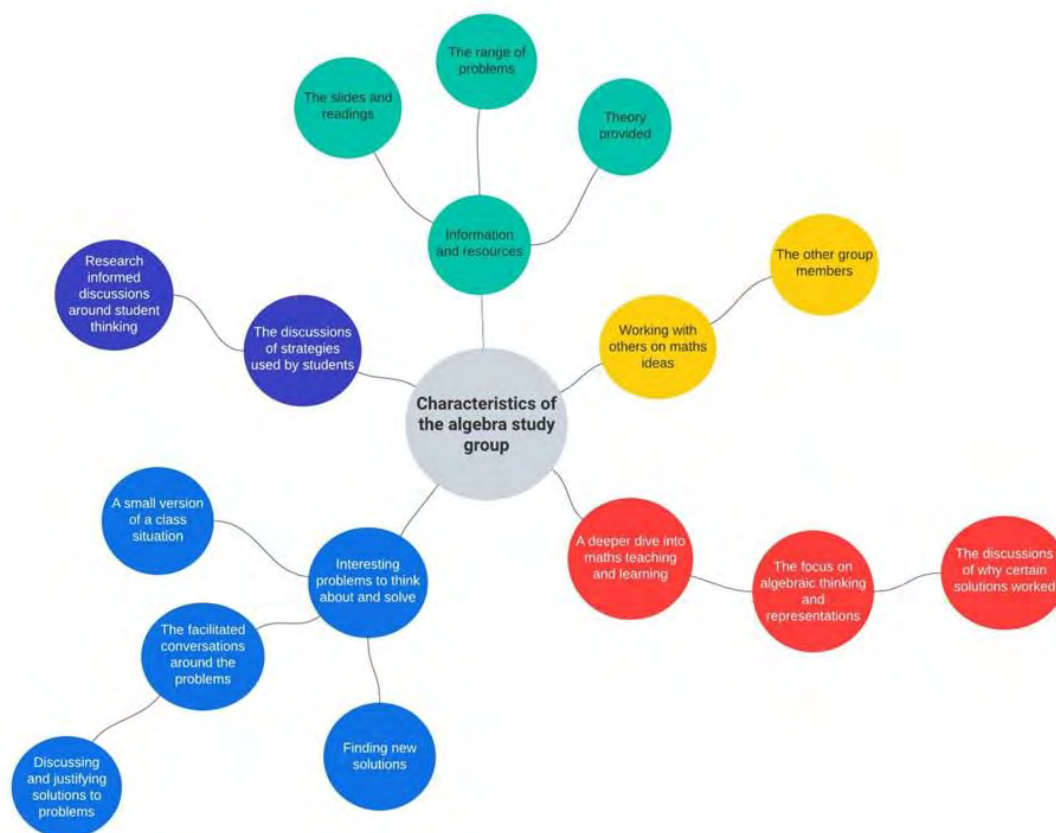 The range of
problems
The slides and
readings
Theory
provided
Information
and resources
The other group
members
Research
informed
discussions
around student
thinking
The discussions
of strategies
used by students
Working with
others on maths
ideas
Characteristics of
the algebra study
group
A small version
of a class
situation
Interesting
problems to think
about and solve
A deeper dive into
maths teaching
and learning
The focus on
algebraic thinking
and
representations
The discussions
of why certain
solutions worked
The facilitated
conversations
around the
problems
Finding new
solutions
Discussing
and justifying
solutions to
problems